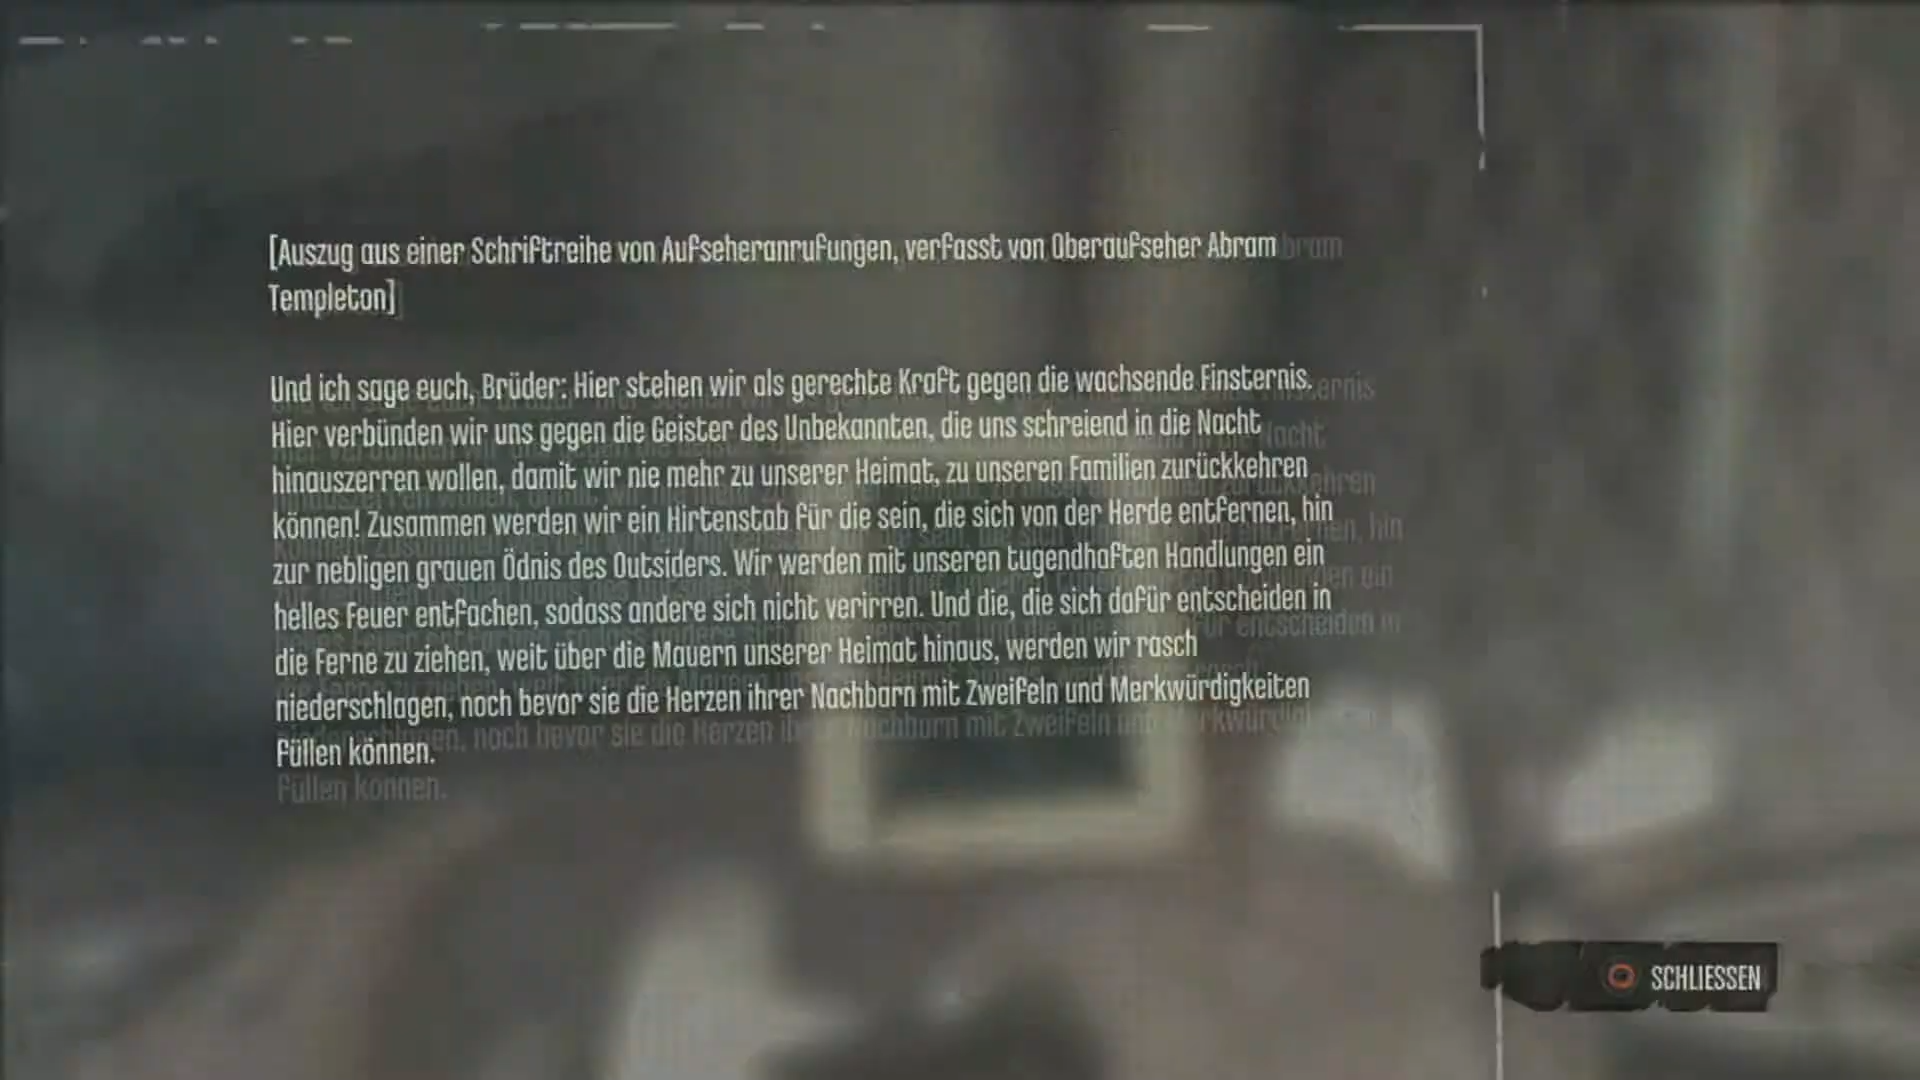 [Auszug aus einer Schriftreihe von Aufseheranrufungen, verfasst von Oberaufseher Abram
Templeton]
Und ich sage euch, Brüder: Hier stehen wir als gerechte Kraft gegen die wachsende Finsternis.
Hier verbünden wir uns gegen die Geister des Unbekannten, die uns schreiend in die Nacht
hinauszerren wollen, damit wir nie mehr zu unserer Heimat, zu unseren Familien zurückkehren
können! Zusammen werden wir ein Hirtenstab für die sein, die sich von der Herde entfernen, hin
zur nebligen grauen Ödnis des Outsiders. Wir werden mit unseren tugendhaften Handlungen ein
helles Feuer entfachen, sodass andere sich nicht verirren. Und die, die sich dafür entscheiden in
die Ferne zu ziehen, weit über die Mauern unserer Heimat hinaus, werden wir rasch
niederschlagen, noch bevor sie die Herzen ihrer Nachbarn mit Zweifeln und Merkwürdigkeiten
füllen können.
SCHLIESSEN